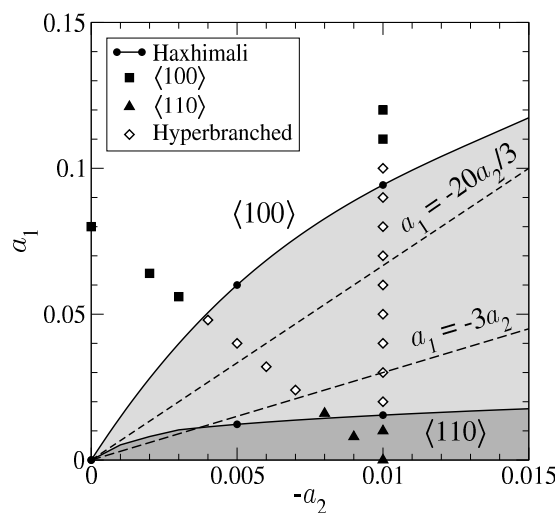 0.15
Haxhimali
⟨100⟩
⟨110⟩
Hyperbranched
0.1
a₁ = -20a₂/3
⟨100⟩
a₁
0.05
a₁ = -3a₂
⟨110⟩
0
0 0.005 0.01 0.015
-a₂